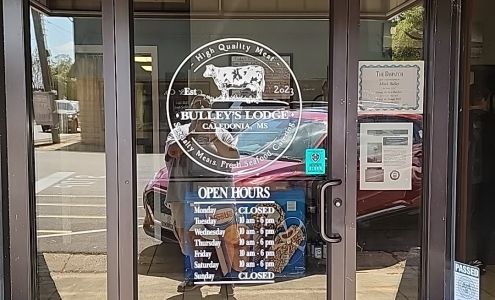 High Quality Meat
Est 2023
BULLEY'S LODGE
CALEDONIA, MS
Quality Meats, Fresh Seafood
OPEN HOURS
Monday CLOSED
Tuesday 10 am - 6 pm
Wednesday 10 am - 6 pm
Thursday 10 am - 6 pm
Friday 10 am - 6 pm
Saturday 10 am - 6 pm
Sunday CLOSED
THE DISPATCH
PASSED